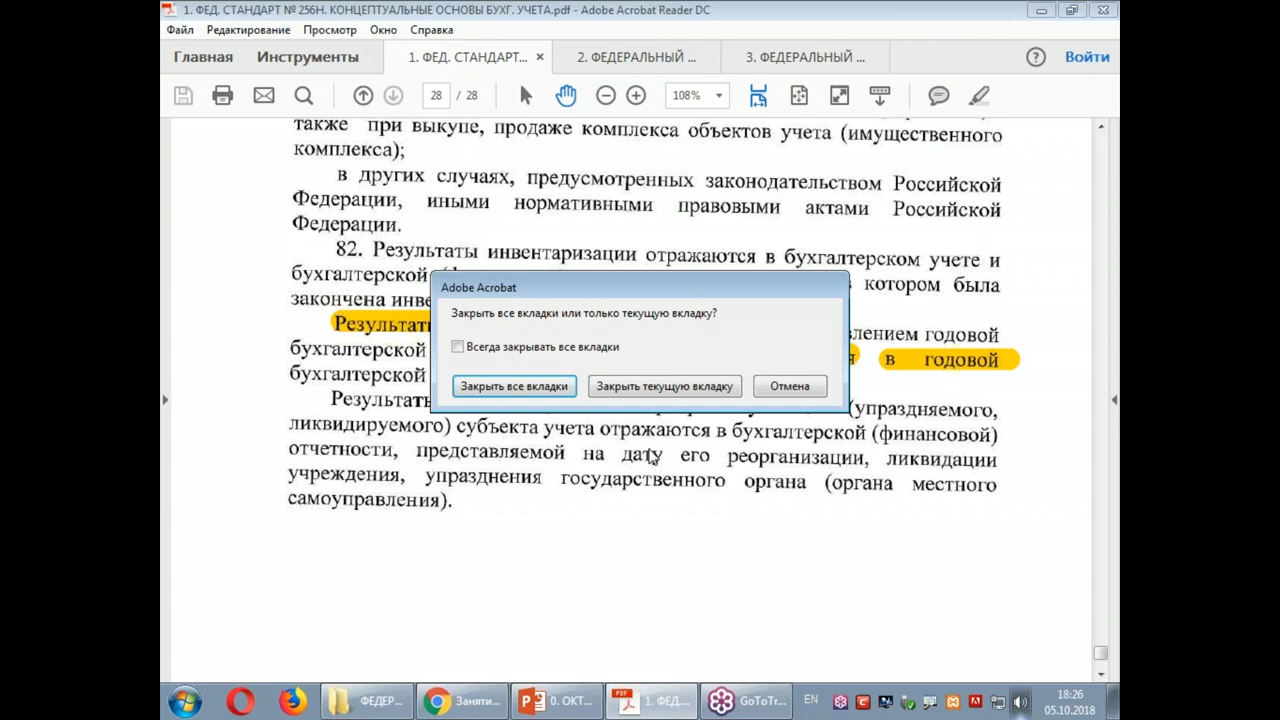 1. ФЕД. СТАНДАРТ № 256Н. КОНЦЕПТУАЛЬНЫЕ ОСНОВЫ БУХГ. УЧЕТА.pdf - Adobe Acrobat Reader DC
Файл Редактирование Просмотр Окно Справка
Главная Инструменты 1. ФЕД. СТАНДАРТ... × 2. ФЕДЕРАЛЬНЫЙ ... 3. ФЕДЕРАЛЬНЫЙ ... Войти
28 / 28 108%
также при выкупе, продаже комплекса объектов учета (имущественного
комплекса);
в других случаях, предусмотренных законодательством Российской
Федерации, иными нормативными правовыми актами Российской
Федерации.
82. Результаты инвентаризации отражаются в бухгалтерском учете и
бухгалтерской
в котором была
закончена инве
Результат
влением годовой
бухгалтерской
я в годовой
бухгалтерской
Adobe Acrobat
Закрыть все вкладки или только текущую вкладку?
Всегда закрывать все вкладки
Закрыть все вкладки Закрыть текущую вкладку Отмена
Результаты
(упраздняемого,
ликвидируемого) субъекта учета отражаются в бухгалтерской (финансовой)
отчетности, представляемой на дату его реорганизации, ликвидации
учреждения, упразднения государственного органа (органа местного
самоуправления).
ФЕДЕР... Заняти... 0. ОКТ... 1. ФЕД.... GoToTr... EN 18:26
05.10.2018